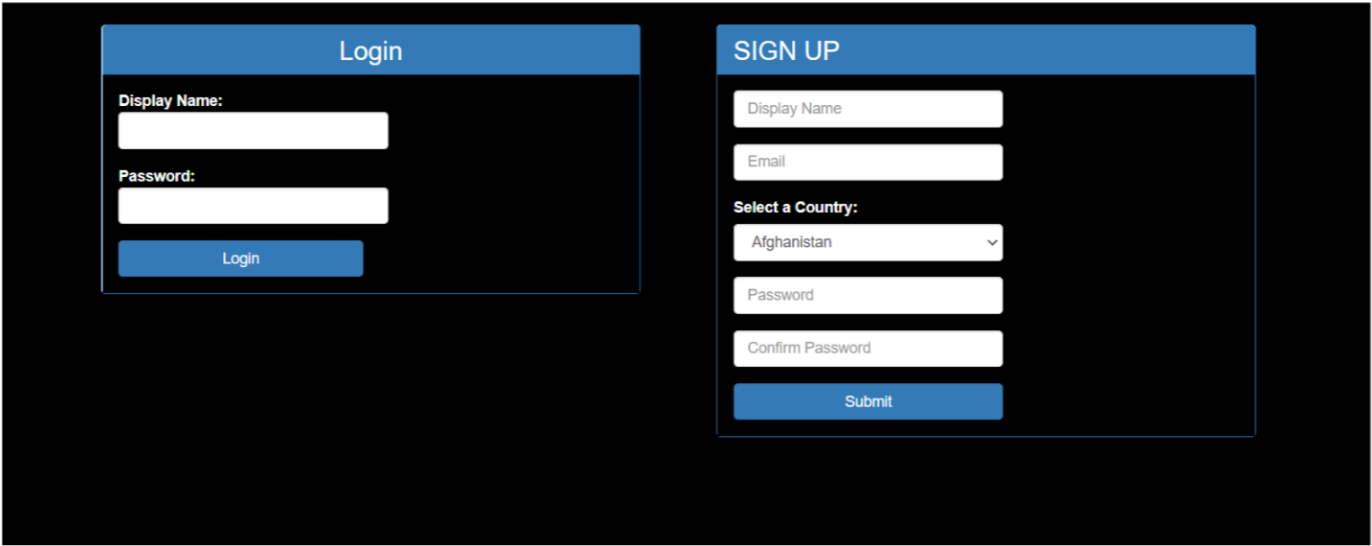 Login
Display Name:
Password:
Login
SIGN UP
Display Name
Email
Select a Country:
Afghanistan
Password
Confirm Password
Submit